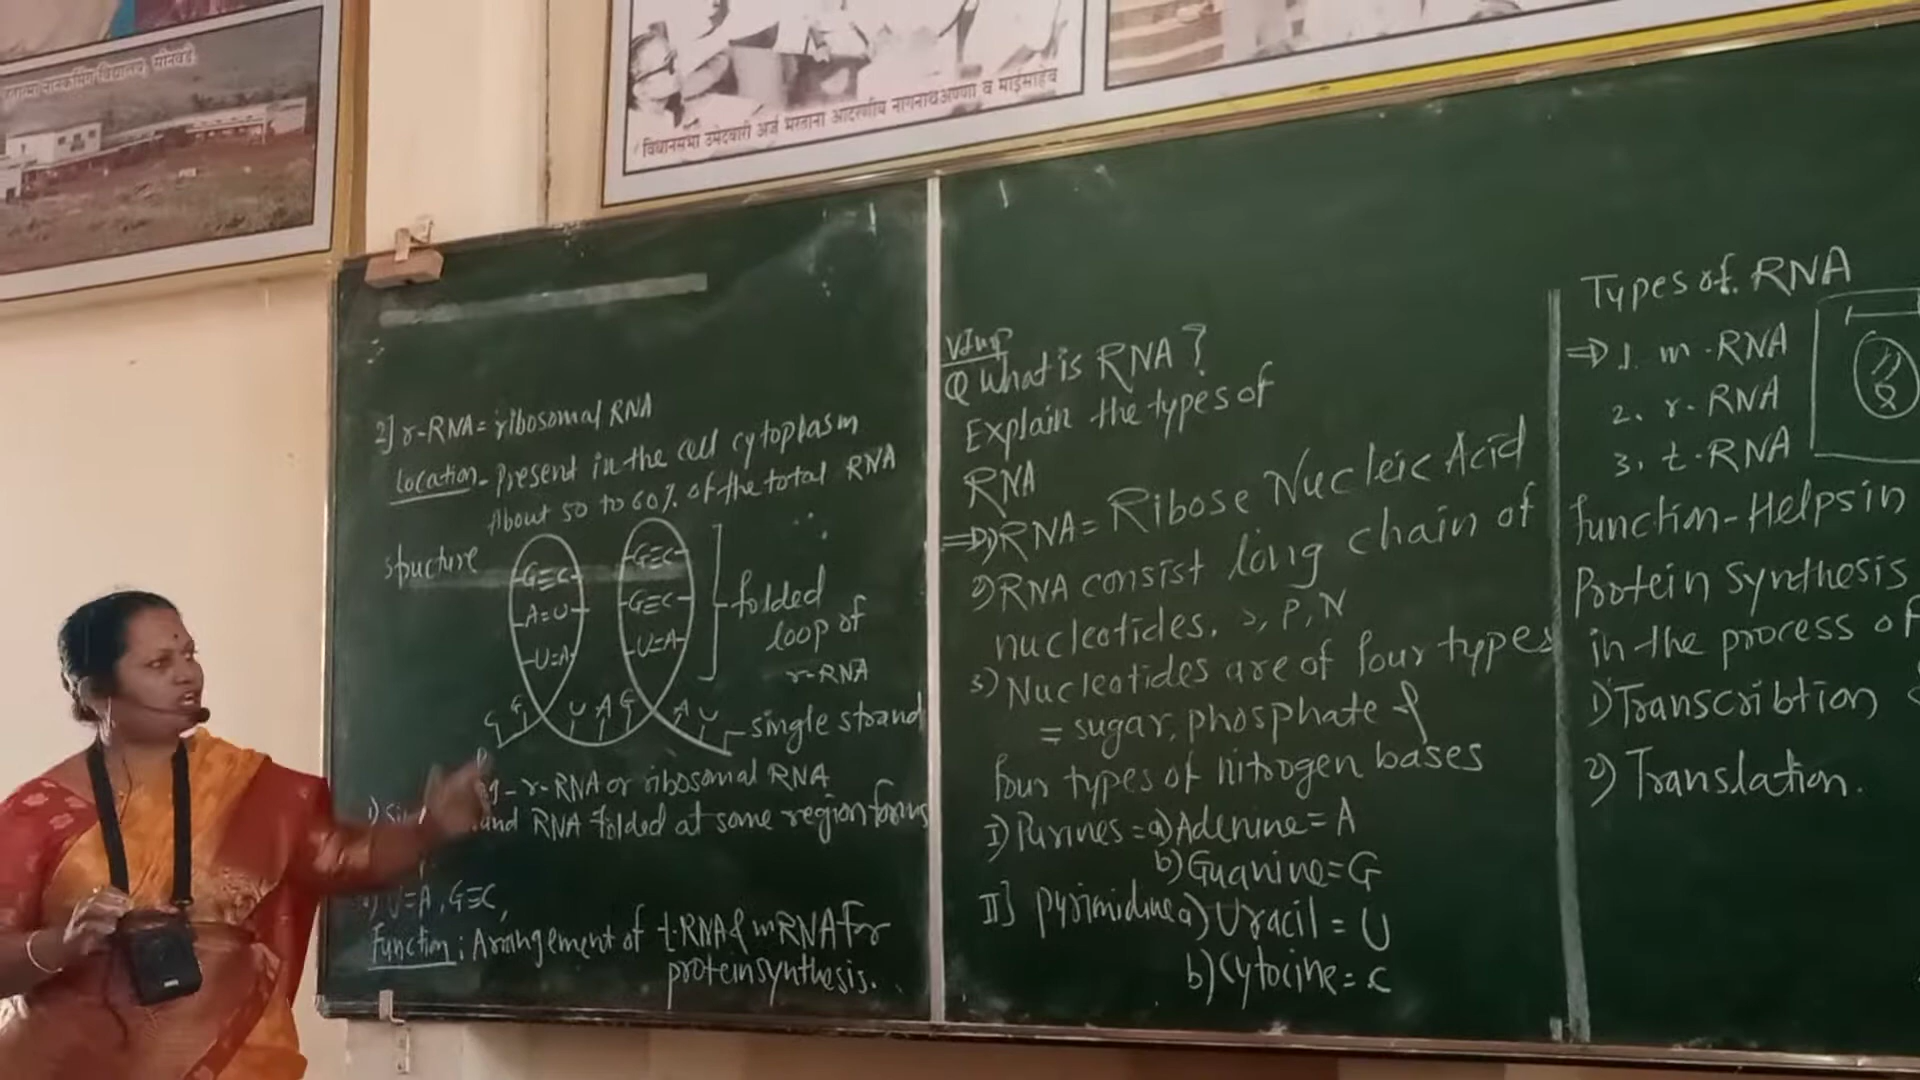 विधानसभा उमेदवारी अर्ज भरताना आदरणीय नागनाथअण्णा व माईसाहेब
2] r-RNA = ribosomal RNA
Location - Present in the cell cytoplasm
About 50 to 60% of the total RNA
structure
G≡C
A=U
U=A
G≡C
G≡C
U=A
folded
loop of
r-RNA
G G U A G A U
single strand
- r-RNA or ribosomal RNA
1) and RNA folded at some region forms
U=A, G≡C,
Function: Arrangement of t-RNA & mRNA for
protein synthesis.
VImp
Q What is RNA?
Explain the types of
RNA
⇒ 1) RNA = Ribose Nucleic Acid
2) RNA consist long chain of
nucleotides. S, P, N
3) Nucleotides are of four types
= sugar, phosphate &
four types of nitrogen bases
I) Purines = a) Adenine = A
b) Guanine = G
II] Pyrimidine a) Uracil = U
b) Cytocine = C
Types of RNA
⇒ 1. m-RNA
2. r-RNA
3. t-RNA
function - Helps in
Protein Synthesis
in the process of
1) Transcribtion
2) Translation.